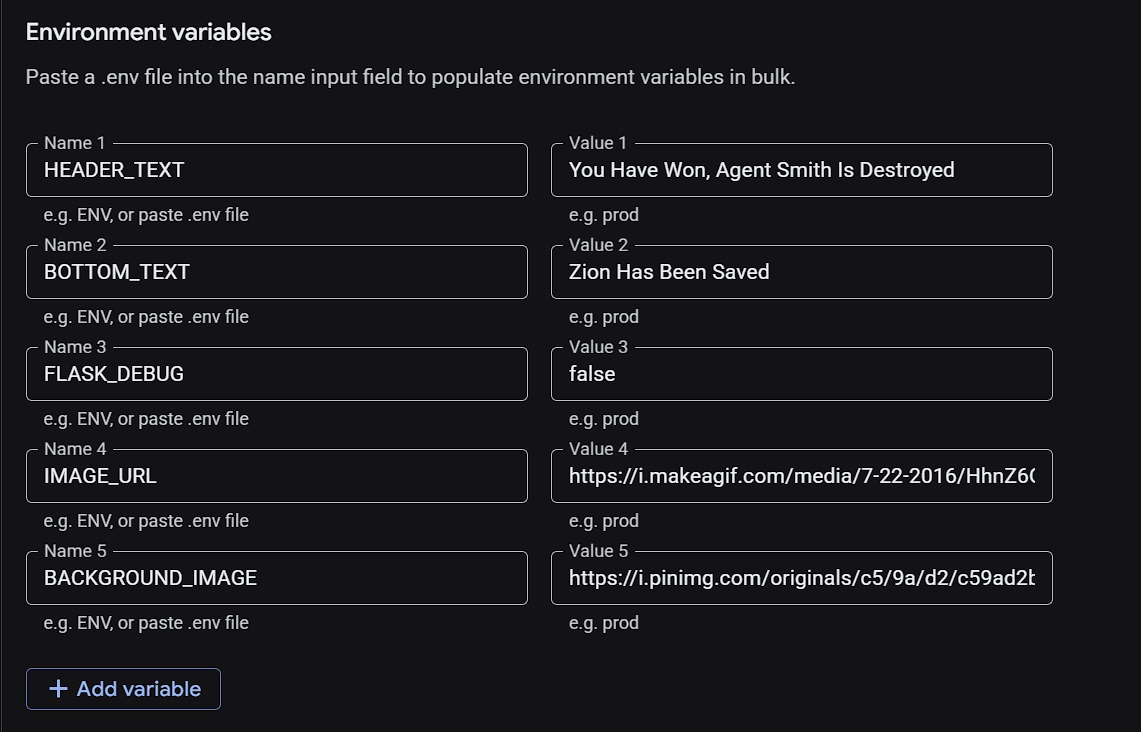 Environment variables
Paste a .env file into the name input field to populate environment variables in bulk.
Name 1
Value 1
HEADER_TEXT
You Have Won, Agent Smith Is Destroyed
e.g. ENV, or paste .env file
e.g. prod
Name 2
Value 2
BOTTOM_TEXT
Zion Has Been Saved
e.g. ENV, or paste .env file
e.g. prod
Name 3
Value 3
FLASK_DEBUG
false
e.g. ENV, or paste .env file
e.g. prod
Name 4
Value 4
IMAGE_URL
https://i.makeagif.com/media/7-22-2016/HhnZ6
e.g. ENV, or paste .env file
e.g. prod
Name 5
Value 5
BACKGROUND_IMAGE
https://i.pinimg.com/originals/c5/9a/d2/c59ad2
e.g. ENV, or paste .env file
e.g. prod
+ Add variable